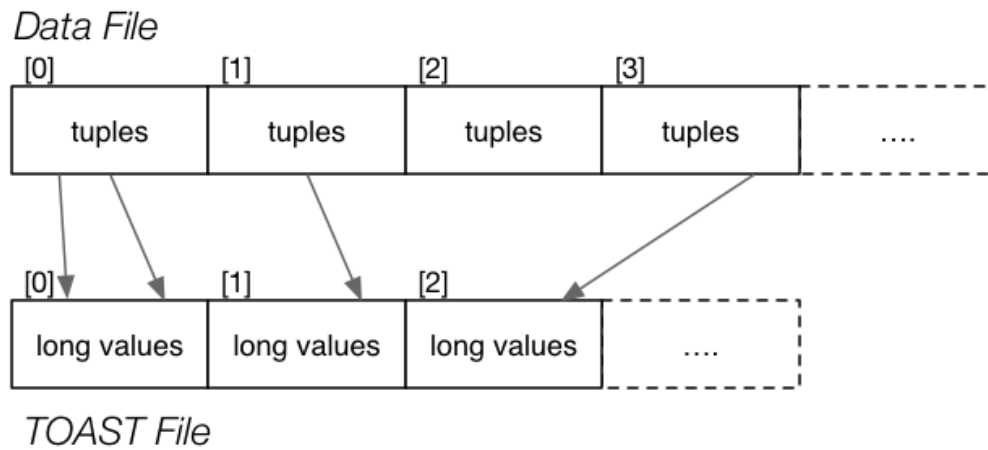 Data File
[0] [1] [2] [3]
tuples tuples tuples tuples ....
[0] [1] [2]
long values long values long values ....
TOAST File